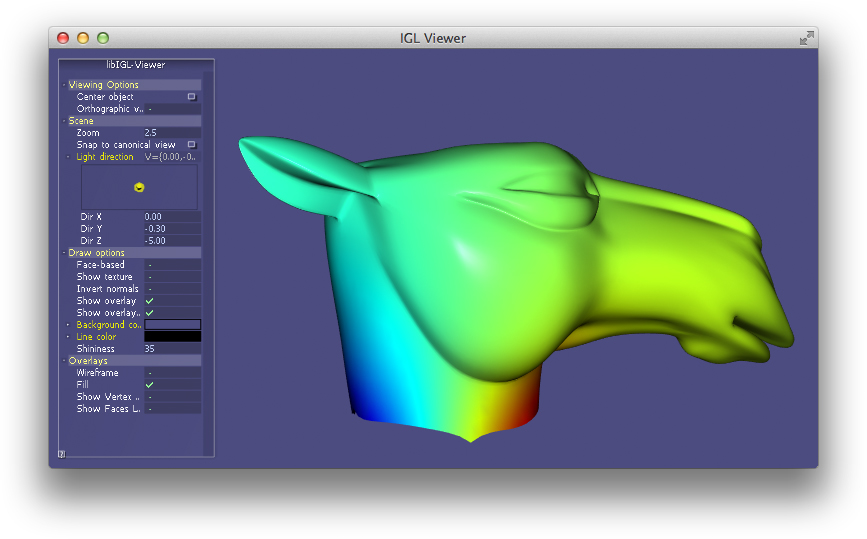 IGL Viewer
libIGL-Viewer
Viewing Options
Center object
Orthographic v.. -
Scene
Zoom 2.5
Snap to canonical view
Light direction V={0.00,-0..
Dir X 0.00
Dir Y -0.30
Dir Z -5.00
Draw options
Face-based -
Show texture -
Invert normals -
Show overlay
Show overlay..
Background co..
Line color
Shininess 35
Overlays
Wireframe -
Fill
Show Vertex .. -
Show Faces L.. -
?